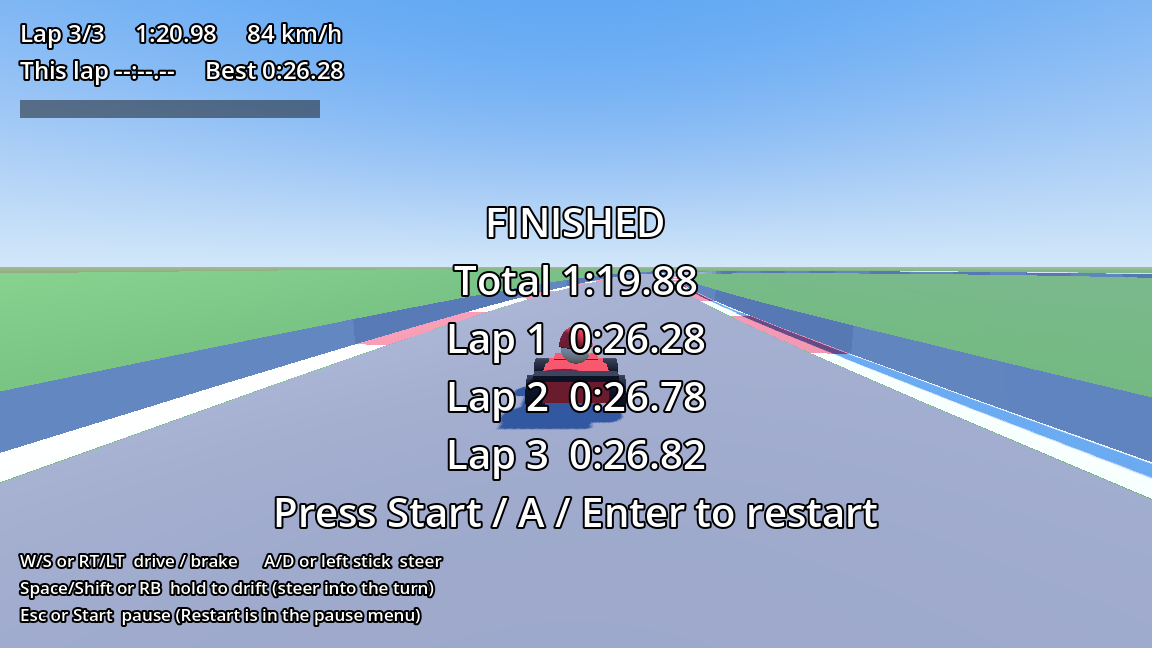 Lap 3/3 1:20.98 84 km/h
This lap --:--.-- Best 0:26.28
FINISHED
Total 1:19.88
Lap 1 0:26.28
Lap 2 0:26.78
Lap 3 0:26.82
Press Start / A / Enter to restart
W/S or RT/LT drive / brake A/D or left stick steer
Space/Shift or RB hold to drift (steer into the turn)
Esc or Start pause (Restart is in the pause menu)